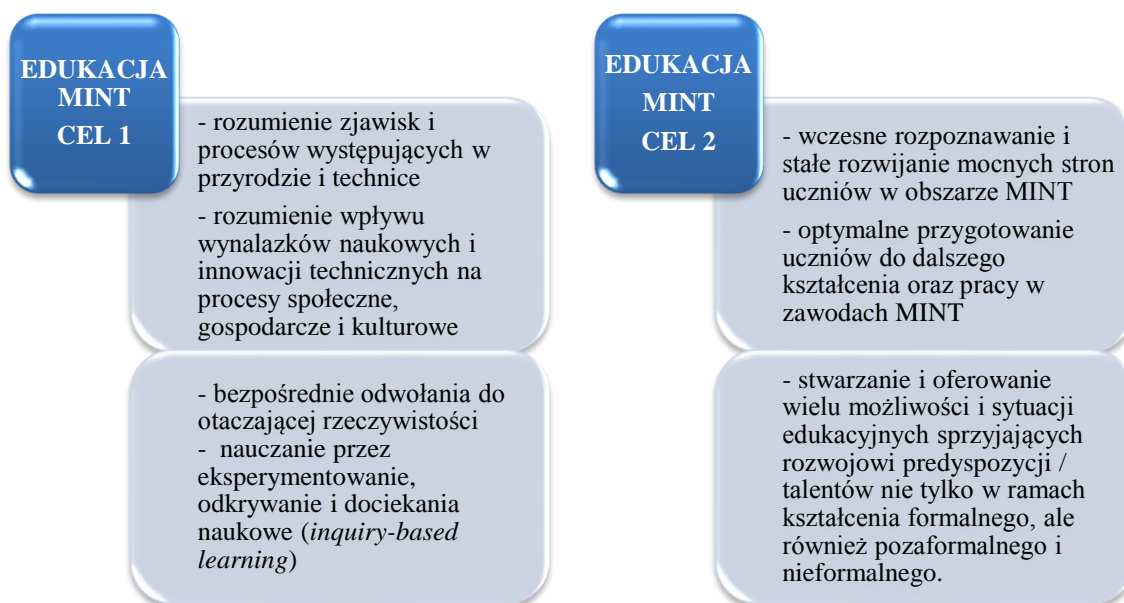 EDUKACJA
MINT
CEL 1
- rozumienie zjawisk i
procesów występujących w
przyrodzie i technice
- rozumienie wpływu
wynalazków naukowych i
innowacji technicznych na
procesy społeczne,
gospodarcze i kulturowe
- bezpośrednie odwołania do
otaczającej rzeczywistości
- nauczanie przez
eksperymentowanie,
odkrywanie i dociekania
naukowe (inquiry-based
learning)
EDUKACJA
MINT
CEL 2
- wczesne rozpoznawanie i
stałe rozwijanie mocnych stron
uczniów w obszarze MINT
- optymalne przygotowanie
uczniów do dalszego
kształcenia oraz pracy w
zawodach MINT
- stwarzanie i oferowanie
wielu możliwości i sytuacji
edukacyjnych sprzyjających
rozwojowi predyspozycji /
talentów nie tylko w ramach
kształcenia formalnego, ale
również pozaformalnego i
nieformalnego.